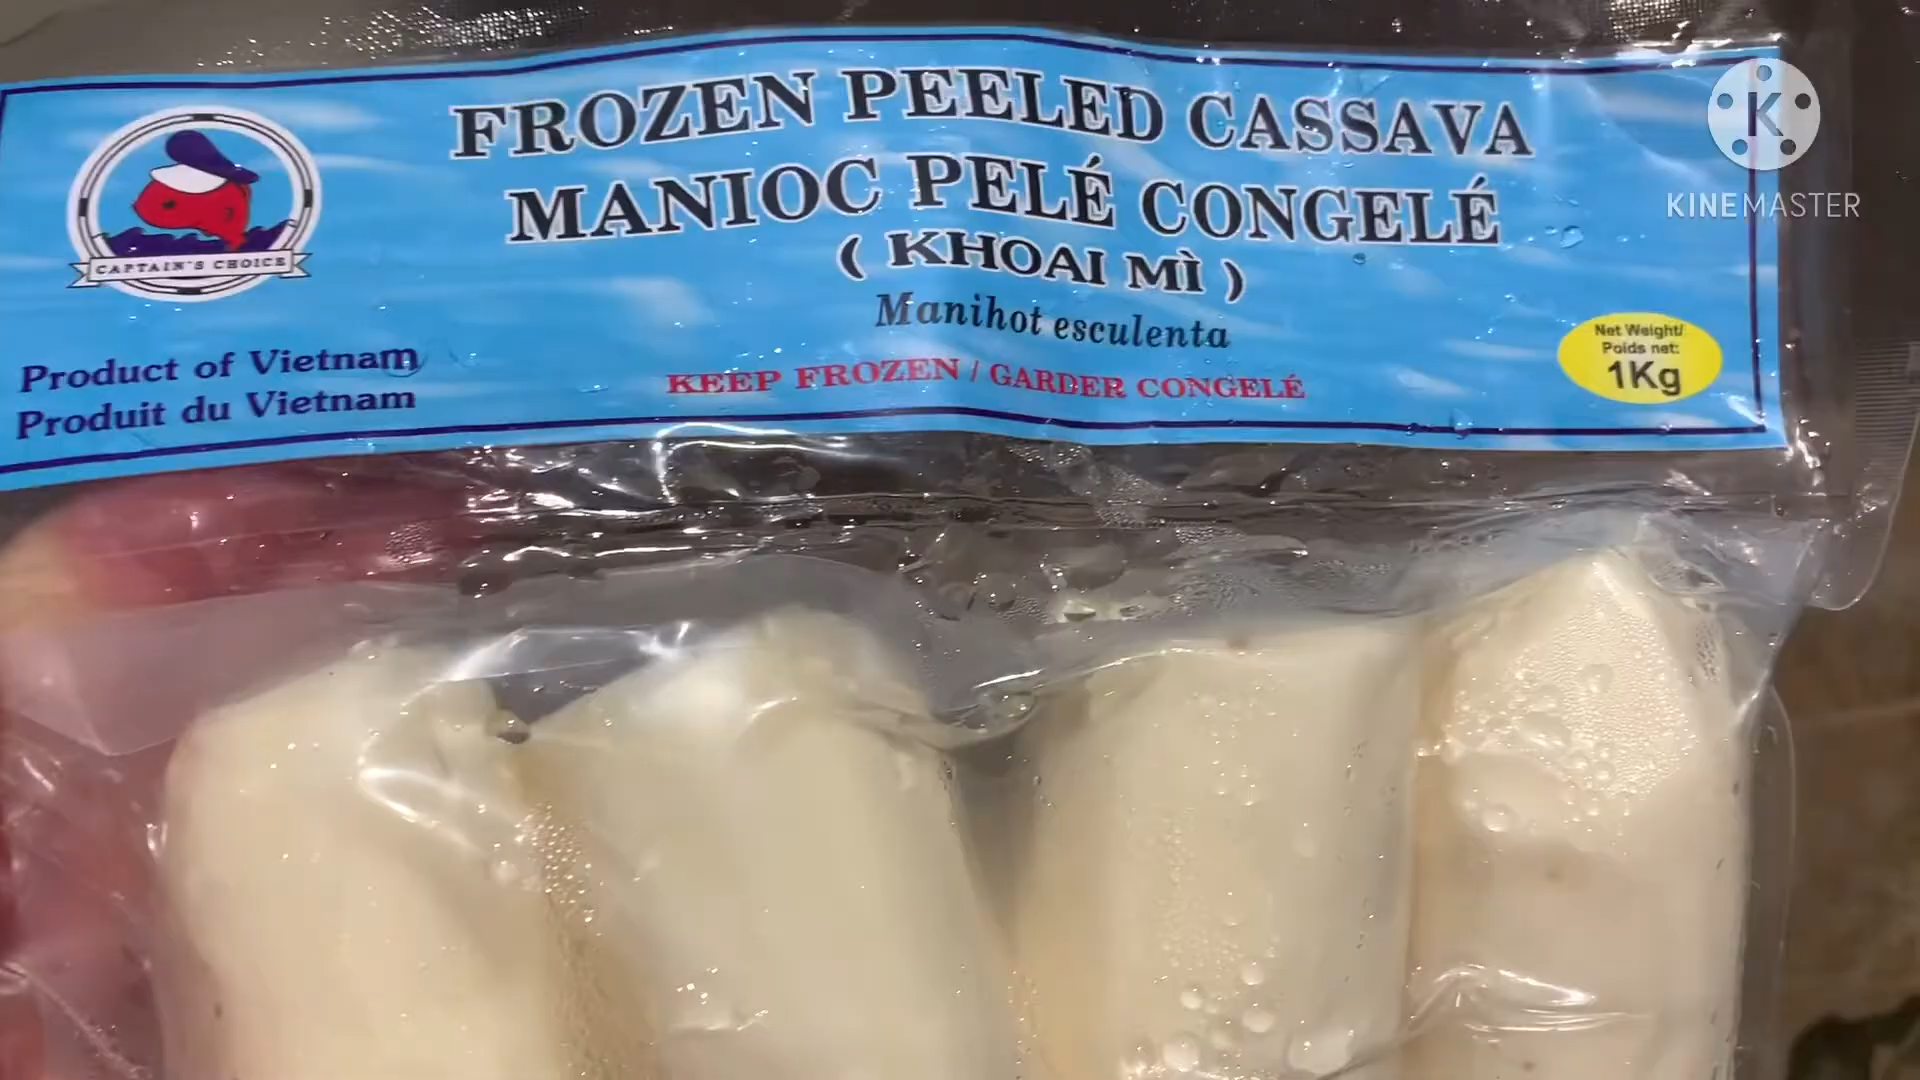 FROZEN PEELED CASSAVA
MANIOC PELÉ CONGELÉ
( KHOAI MÌ )
Manihot esculenta
KEEP FROZEN / GARDER CONGELÉ
CAPTAIN'S CHOICE
Product of Vietnam
Produit du Vietnam
Net Weight/
Poids net:
1Kg
K
KINEMASTER